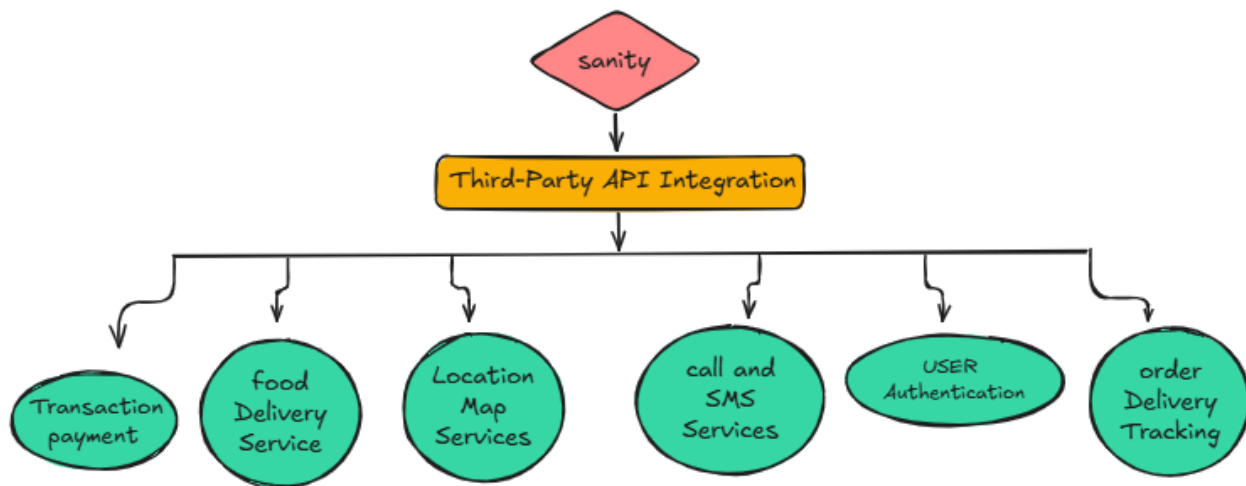 sanity
Third-Party API Integration
Transaction
payment
food
Delivery
Service
Location
Map
Services
call and
SMS
Services
USER
Authentication
order
Delivery
Tracking